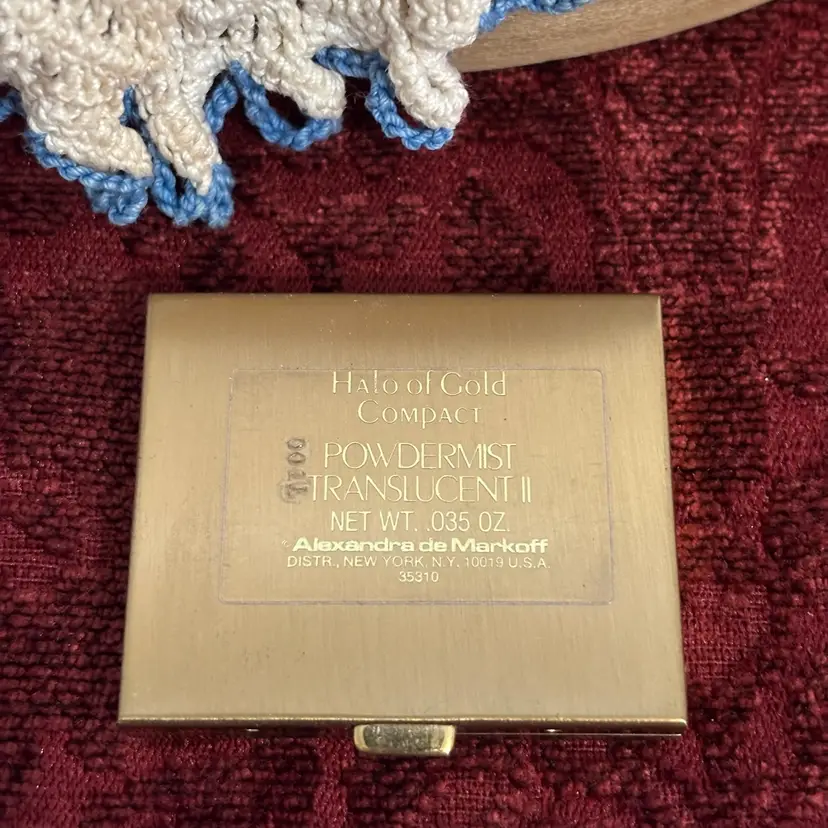 Halo of Gold
Compact
POWDERMIST
TRANSLUCENT II
NET WT. .035 OZ.
Alexandra de Markoff
DISTR., NEW YORK, N.Y. 10019 U.S.A.
35310